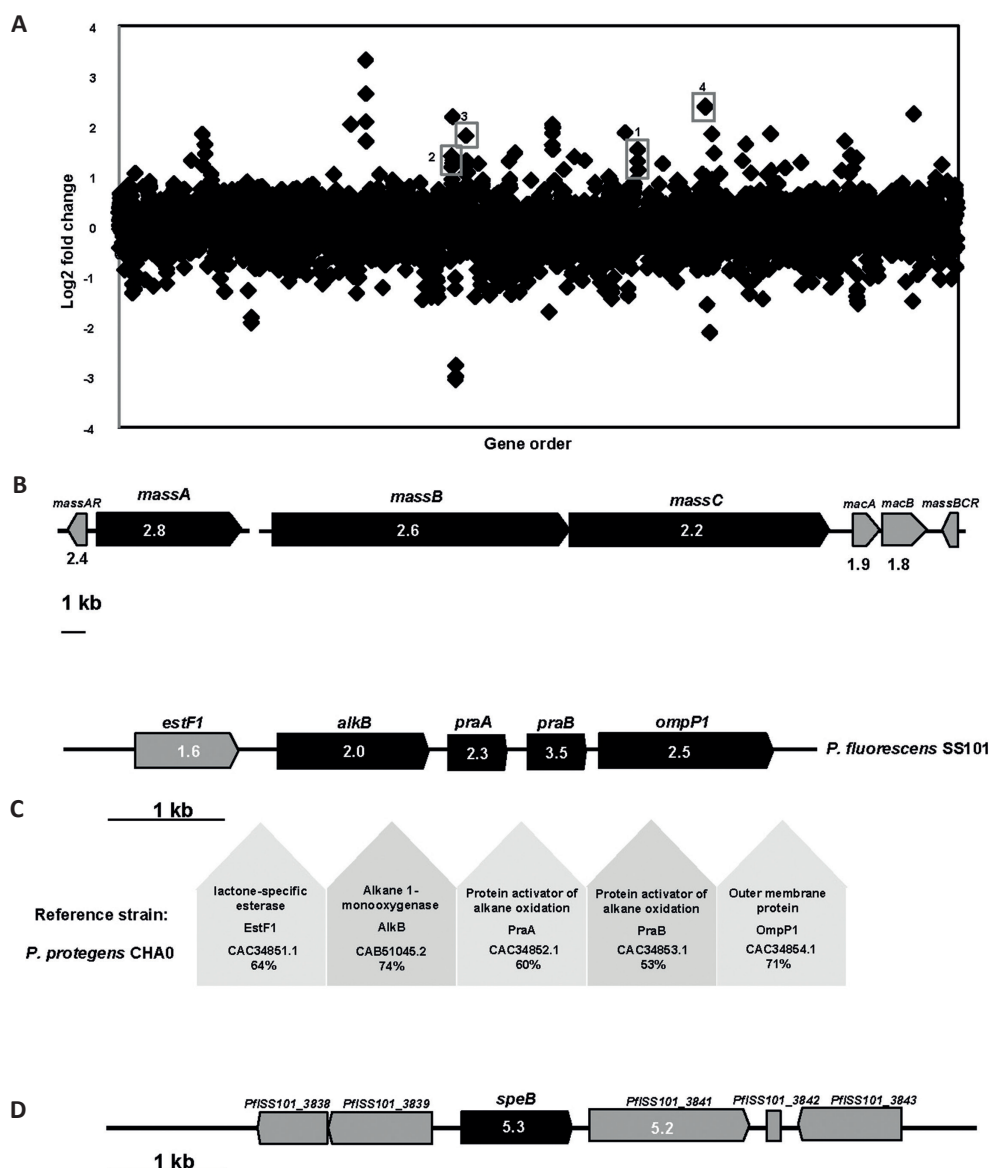 A
4
3
2
1
0
-1
-2
-3
-4
Log2 fold change
Gene order
4
3
1
2
B
massAR massA massB massC macA macB massBCR
2.8 2.6 2.2
2.4 1.9 1.8
1 kb
estF1 alkB praA praB ompP1
1.6 2.0 2.3 3.5 2.5 P. fluorescens SS101
1 kb
C
Reference strain:
P. protegens CHA0
lactone-specific
esterase
EstF1
CAC34851.1
64%
Alkane 1-
monooxygenase
AlkB
CAB51045.2
74%
Protein activator of
alkane oxidation
PraA
CAC34852.1
60%
Protein activator of
alkane oxidation
PraB
CAC34853.1
53%
Outer membrane
protein
OmpP1
CAC34854.1
71%
D
PflSS101_3838 PflSS101_3839 speB PflSS101_3841 PflSS101_3842 PflSS101_3843
5.3 5.2
1 kb